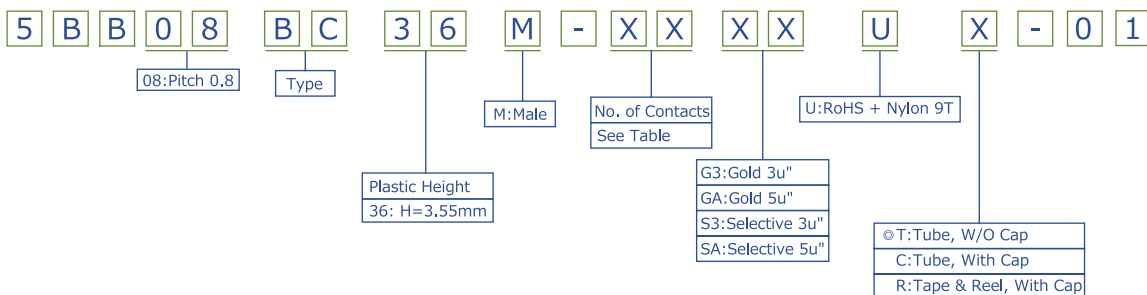 5 B B 0 8 B C 3 6 M - X X X X U X - 0 1
08:Pitch 0.8
Type
M:Male
No. of Contacts
See Table
U:RoHS + Nylon 9T
Plastic Height
36: H=3.55mm
G3:Gold 3u"
GA:Gold 5u"
S3:Selective 3u"
SA:Selective 5u"
◎T:Tube, W/O Cap
C:Tube, With Cap
R:Tape & Reel, With Cap